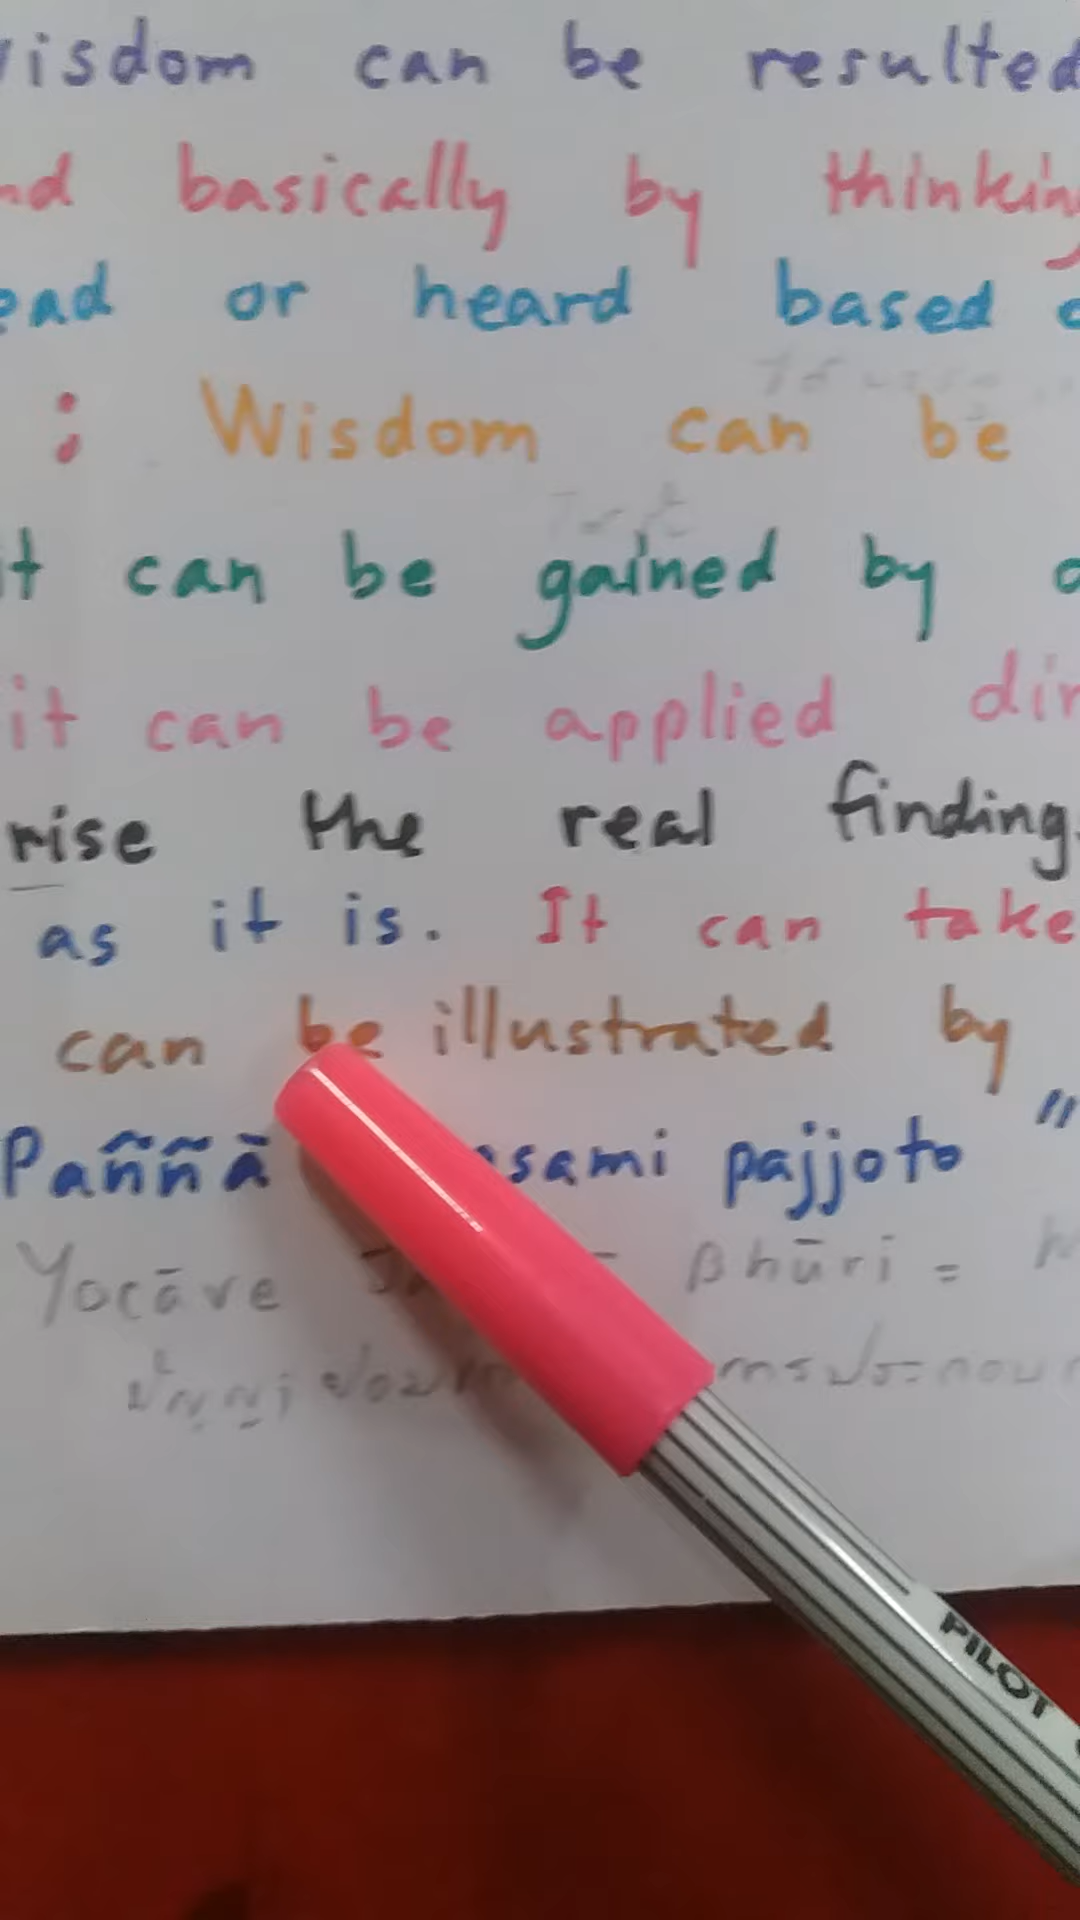 wisdom can be resulted
nd basically by thinking
ead or heard based
: Wisdom can be
it can be gained by
it can be applied dir
rise the real finding
as it is. It can take
can be illustrated by
Paññā sami pajjoto "
Yocāve Bhūri =
PILOT